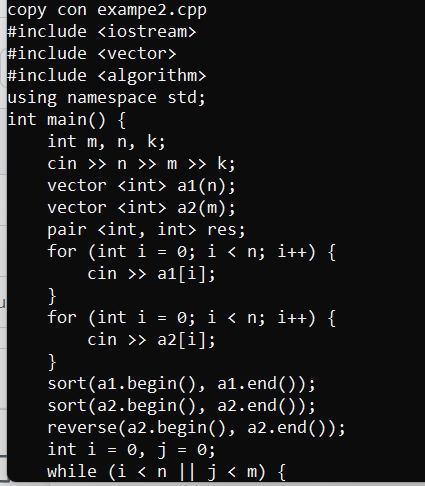 copy con exampe2.cpp
#include <iostream>
#include <vector>
#include <algorithm>
using namespace std;
int main() {
    int m, n, k;
    cin >> n >> m >> k;
    vector <int> a1(n);
    vector <int> a2(m);
    pair <int, int> res;
    for (int i = 0; i < n; i++) {
        cin >> a1[i];
    }
    for (int i = 0; i < n; i++) {
        cin >> a2[i];
    }
    sort(a1.begin(), a1.end());
    sort(a2.begin(), a2.end());
    reverse(a2.begin(), a2.end());
    int i = 0, j = 0;
    while (i < n || j < m) {